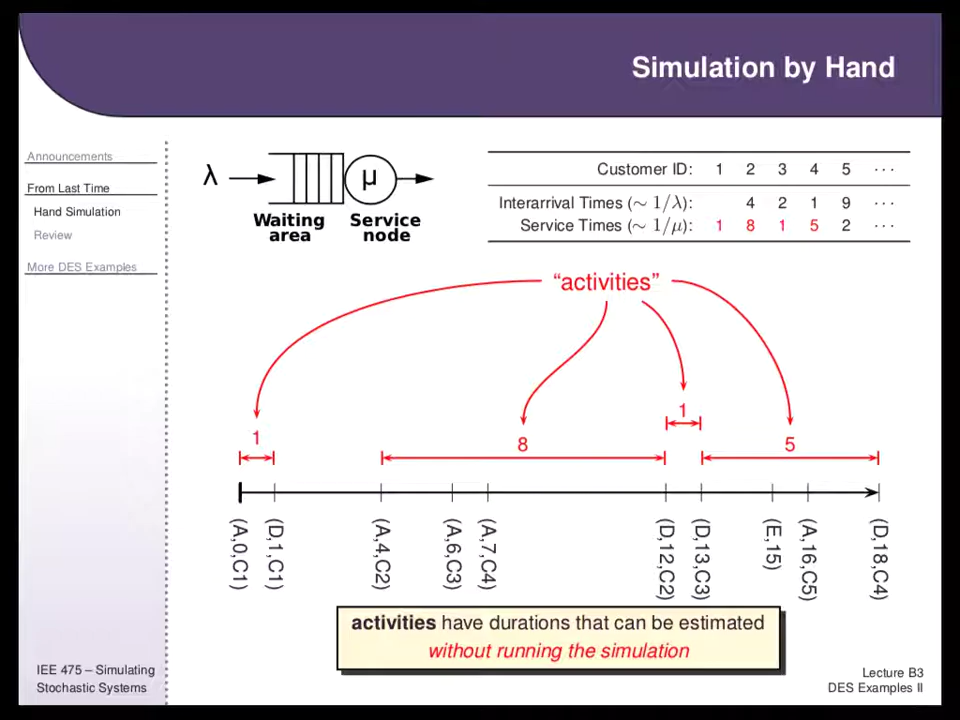 Simulation by Hand
Announcements
From Last Time
Hand Simulation
Review
More DES Examples
λ
μ
Waiting area
Service node
Customer ID: 1 2 3 4 5 ···
Interarrival Times (∼ 1/λ): 4 2 1 9 ···
Service Times (∼ 1/μ): 1 8 1 5 2 ···
“activities”
1
8
1
5
(A,0,C1)
(D,1,C1)
(A,4,C2)
(A,6,C3)
(A,7,C4)
(D,12,C2)
(D,13,C3)
(E,15)
(A,16,C5)
(D,18,C4)
activities have durations that can be estimated
without running the simulation
IEE 475 – Simulating
Stochastic Systems
Lecture B3
DES Examples II